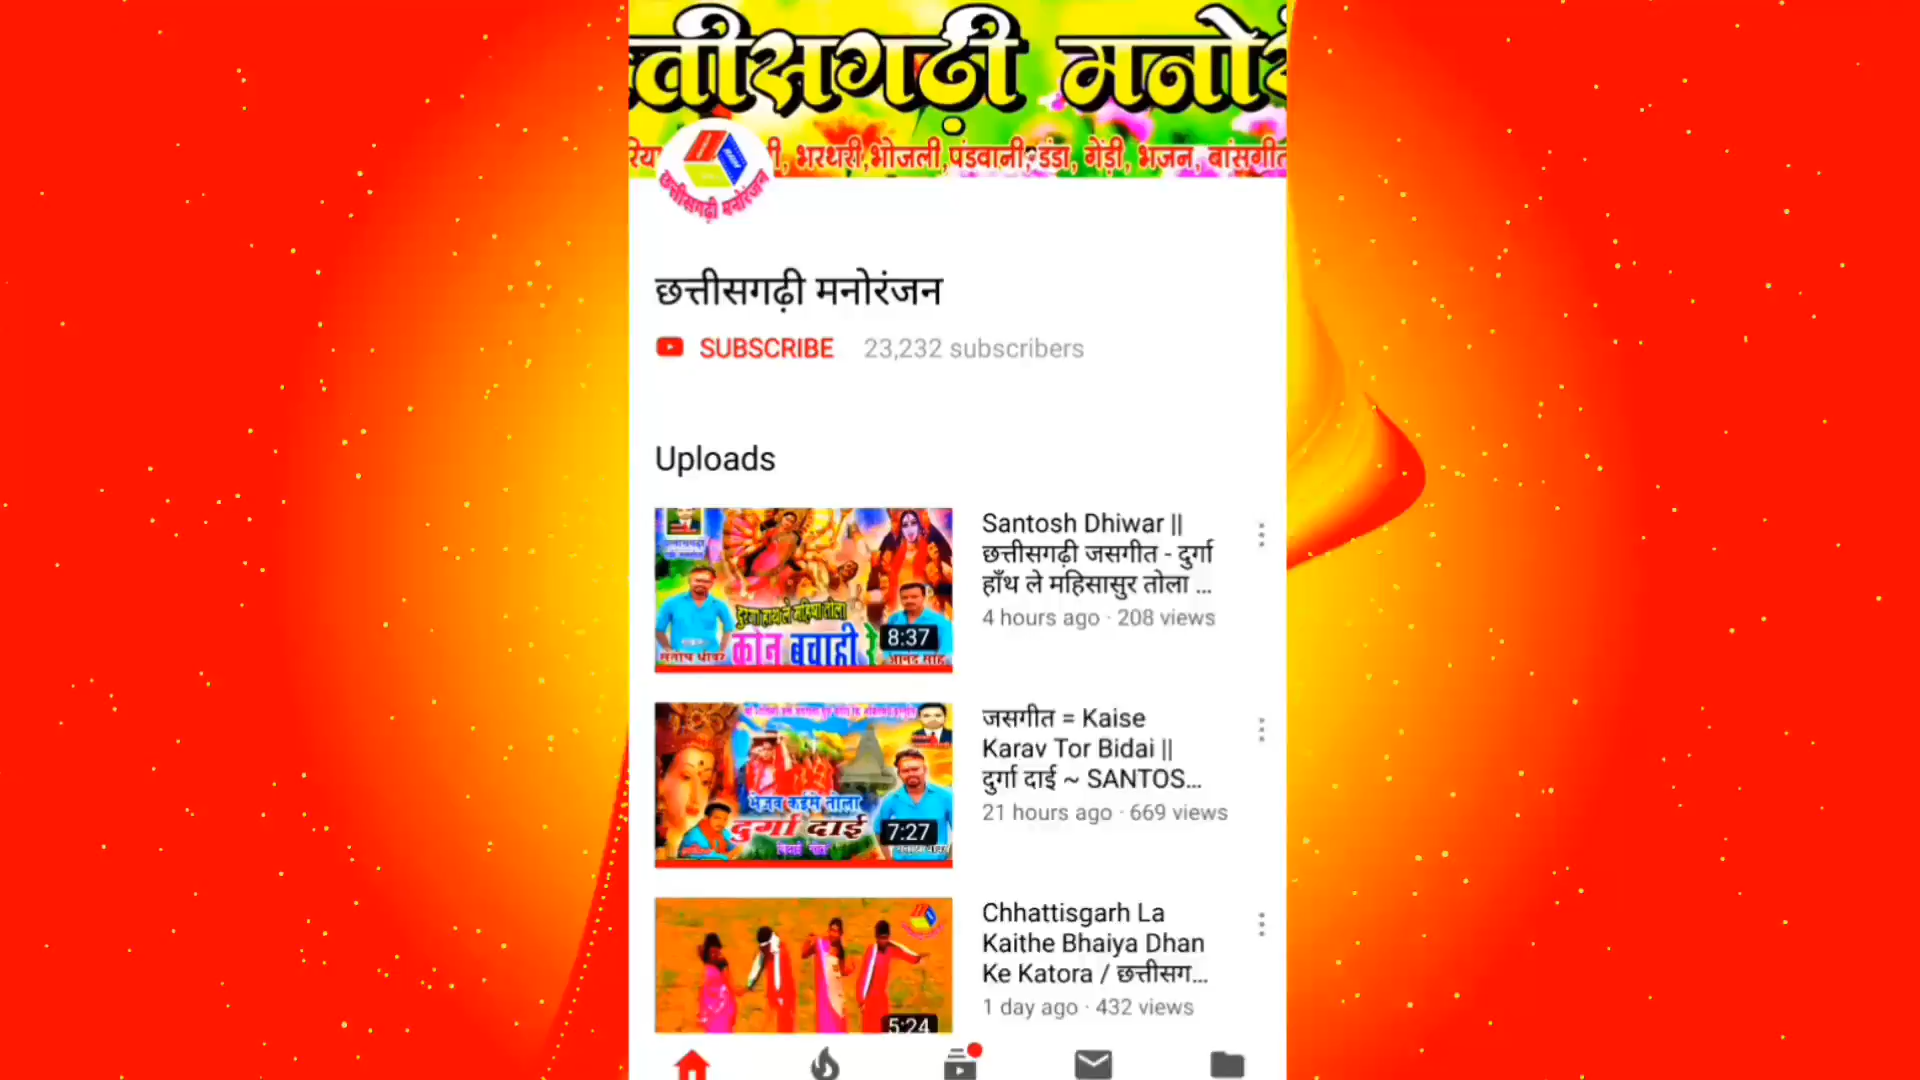 त्तीसगढ़ी मनोरं
भरथरी,भोजली,पंडवानी,डंडा, गेंड़ी, भजन, बांसगीत
छत्तीसगढ़ी मनोरंजन
छत्तीसगढ़ी मनोरंजन
SUBSCRIBE 23,232 subscribers
Uploads
Santosh Dhiwar ||
छत्तीसगढ़ी जसगीत - दुर्गा
हाँथ ले महिसासुर तोला ...
4 hours ago · 208 views
कोन बचाही रे
8:37
संतोष धीवर
जसगीत = Kaise
Karav Tor Bidai ||
दुर्गा दाई ~ SANTOS...
21 hours ago · 669 views
भेजव कईसे तोला
दुर्गा दाई
7:27
Chhattisgarh La
Kaithe Bhaiya Dhan
Ke Katora / छत्तीसग...
1 day ago · 432 views
5:24